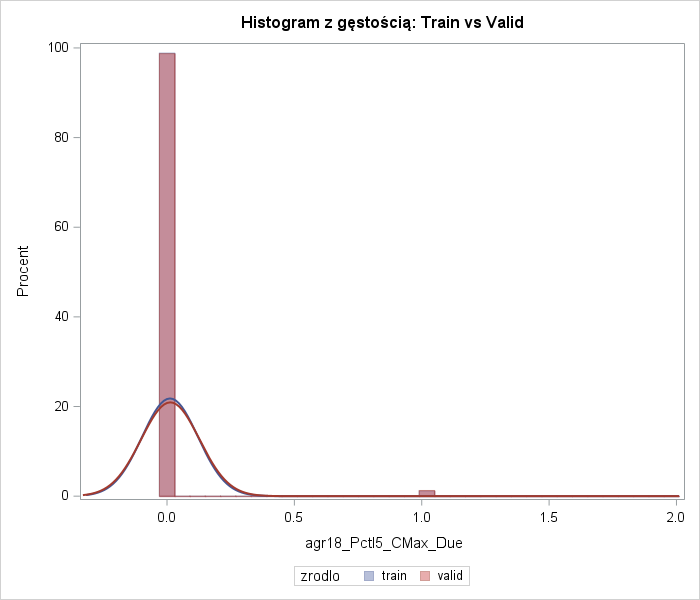 Histogram z gęstością: Train vs Valid
100
80
60
40
20
0
Procent
0.0 0.5 1.0 1.5 2.0
agr18_Pctl5_CMax_Due
zrodlo train valid